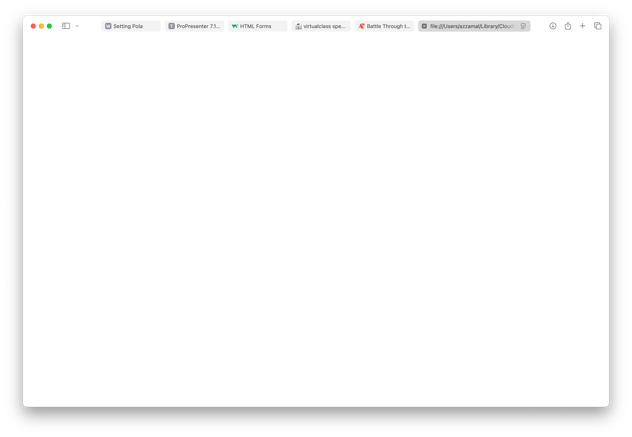 Setting Pola
ProPresenter 7.1...
HTML Forms
virtualclass spe...
Battle Through t...
file:///Users/azzamal/Library/Cloud